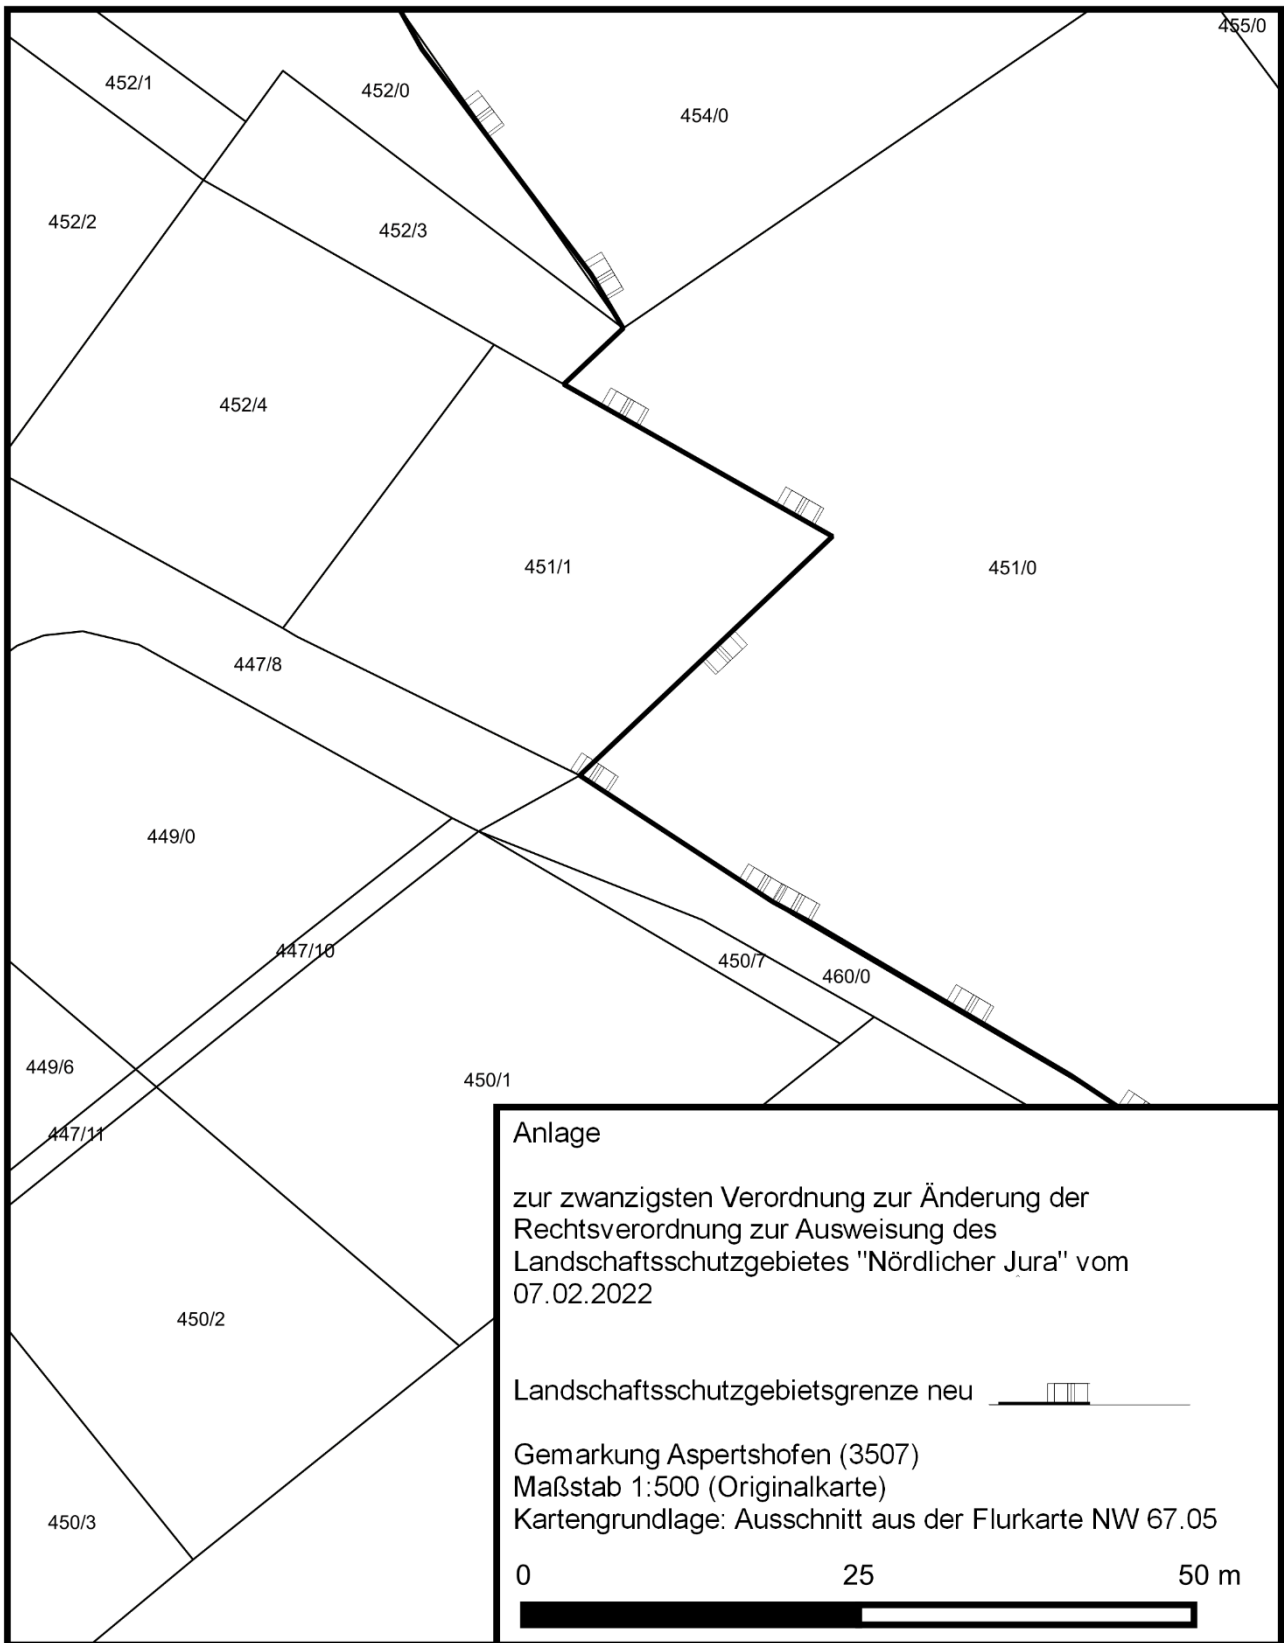 455/0
452/1
452/0
454/0
452/2
452/3
452/4
451/1
451/0
447/8
449/0
447/10
450/7
460/0
449/6
450/1
447/11
450/2
450/3
Anlage
zur zwanzigsten Verordnung zur Änderung der
Rechtsverordnung zur Ausweisung des
Landschaftsschutzgebietes "Nördlicher Jura" vom
07.02.2022
Landschaftsschutzgebietsgrenze neu
Gemarkung Aspertshofen (3507)
Maßstab 1:500 (Originalkarte)
Kartengrundlage: Ausschnitt aus der Flurkarte NW 67.05
0 25 50 m